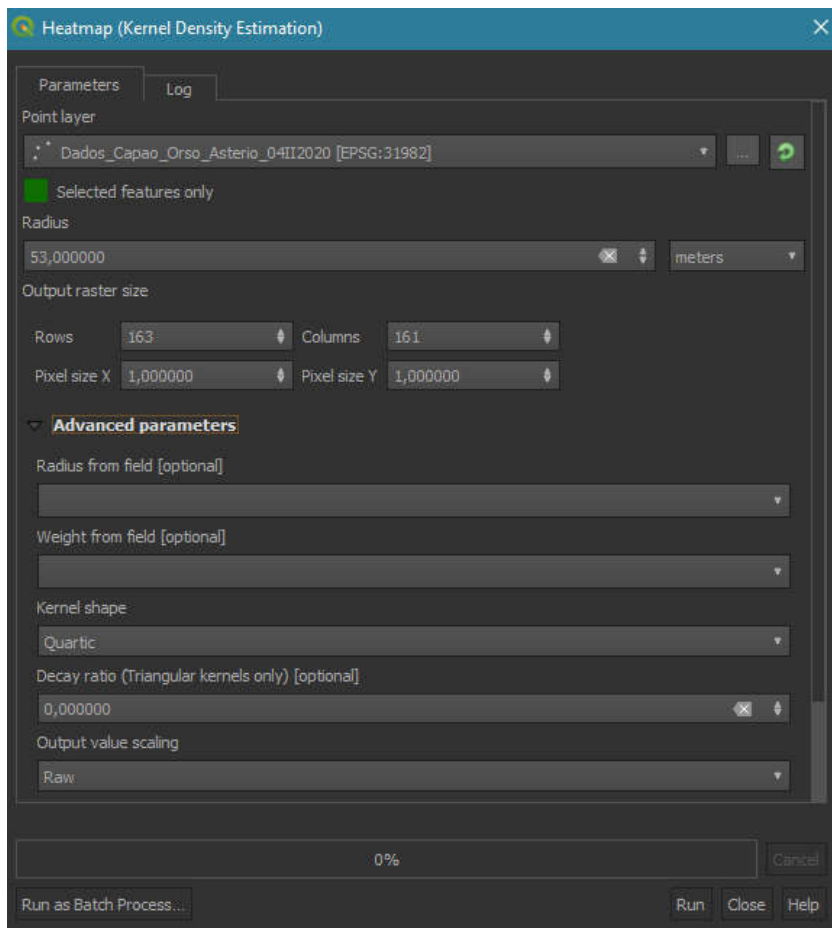 Heatmap (Kernel Density Estimation)
Parameters Log
Point layer
Dados_Capao_Orso_Asterio_04II2020 [EPSG:31982]
...
Selected features only
Radius
53,000000 meters
Output raster size
Rows 163 Columns 161
Pixel size X 1,000000 Pixel size Y 1,000000
Advanced parameters
Radius from field [optional]
Weight from field [optional]
Kernel shape
Quartic
Decay ratio (Triangular kernels only) [optional]
0,000000
Output value scaling
Raw
0%
Cancel
Run as Batch Process... Run Close Help